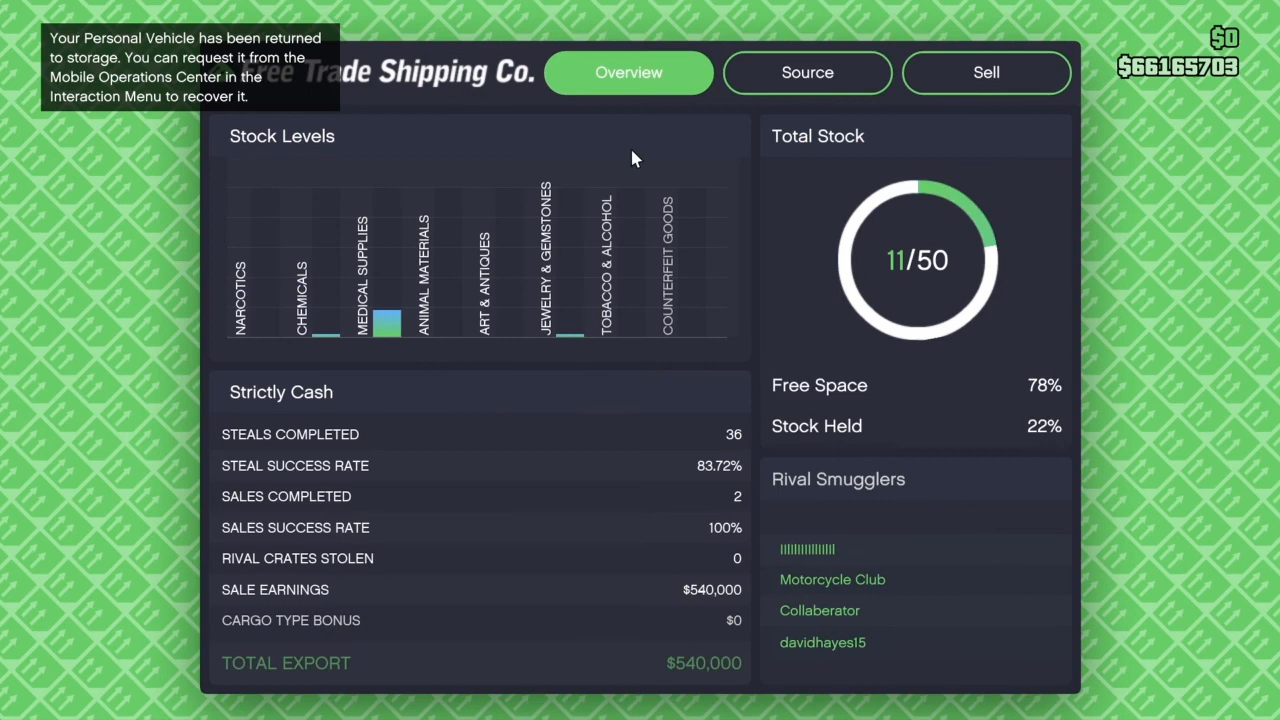 Your Personal Vehicle has been returned
to storage. You can request it from the
Mobile Operations Center in the
Interaction Menu to recover it.
$0
$66165703
Free Trade Shipping Co.
Overview
Source
Sell
Stock Levels
NARCOTICS
CHEMICALS
MEDICAL SUPPLIES
ANIMAL MATERIALS
ART & ANTIQUES
JEWELRY & GEMSTONES
TOBACCO & ALCOHOL
COUNTERFEIT GOODS
Total Stock
11/50
Free Space 78%
Stock Held 22%
Strictly Cash
STEALS COMPLETED 36
STEAL SUCCESS RATE 83.72%
SALES COMPLETED 2
SALES SUCCESS RATE 100%
RIVAL CRATES STOLEN 0
SALE EARNINGS $540,000
CARGO TYPE BONUS $0
TOTAL EXPORT $540,000
Rival Smugglers
Motorcycle Club
Collaberator
davidhayes15